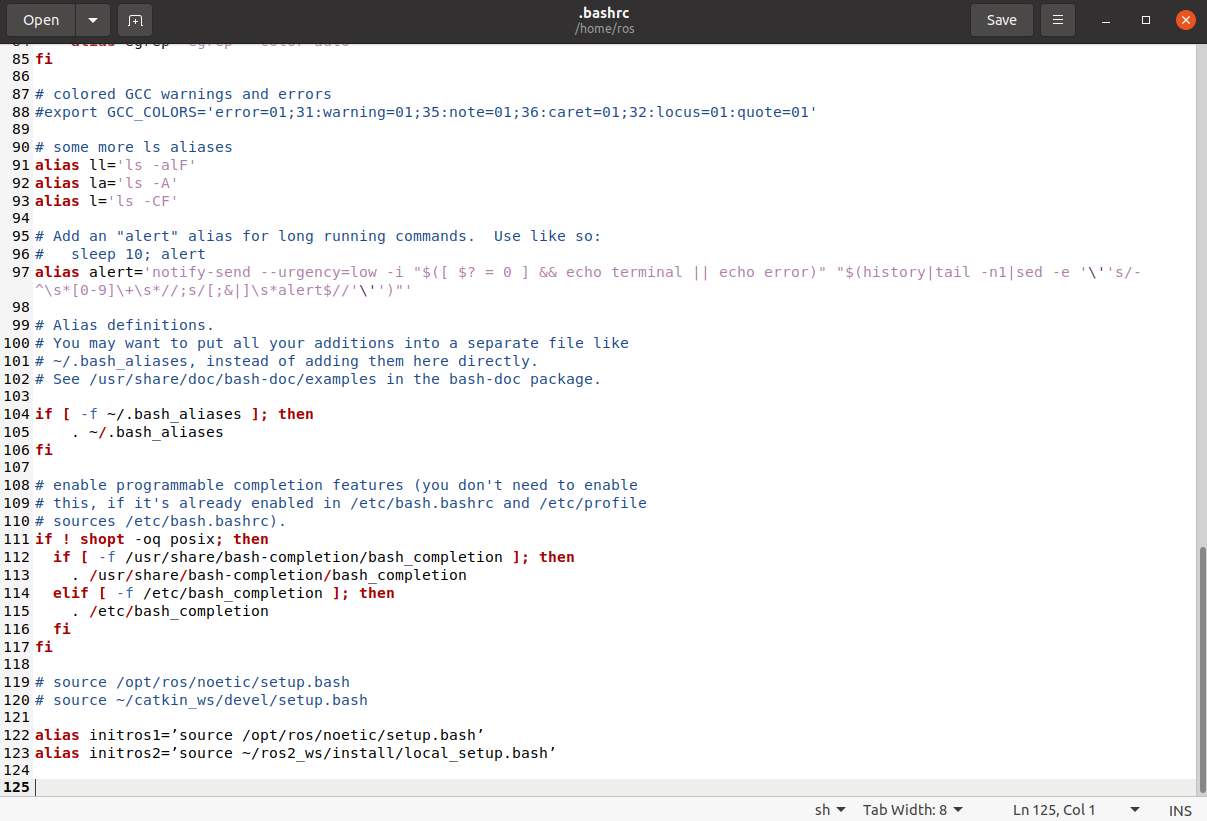 Open
.bashrc
/home/ros
Save
85 fi
86
87 # colored GCC warnings and errors
88 #export GCC_COLORS='error=01;31:warning=01;35:note=01;36:caret=01;32:locus=01:quote=01'
89
90 # some more ls aliases
91 alias ll='ls -alF'
92 alias la='ls -A'
93 alias l='ls -CF'
94
95 # Add an "alert" alias for long running commands.  Use like so:
96 #   sleep 10; alert
97 alias alert='notify-send --urgency=low -i "$([ $? = 0 ] && echo terminal || echo error)" "$(history|tail -n1|sed -e '\''s/-
^\s*[0-9]\+\s*//;s/[;&|]\s*alert$//'\'')"'
98
99 # Alias definitions.
100 # You may want to put all your additions into a separate file like
101 # ~/.bash_aliases, instead of adding them here directly.
102 # See /usr/share/doc/bash-doc/examples in the bash-doc package.
103
104 if [ -f ~/.bash_aliases ]; then
105     . ~/.bash_aliases
106 fi
107
108 # enable programmable completion features (you don't need to enable
109 # this, if it's already enabled in /etc/bash.bashrc and /etc/profile
110 # sources /etc/bash.bashrc).
111 if ! shopt -oq posix; then
112   if [ -f /usr/share/bash-completion/bash_completion ]; then
113     . /usr/share/bash-completion/bash_completion
114   elif [ -f /etc/bash_completion ]; then
115     . /etc/bash_completion
116   fi
117 fi
118
119 # source /opt/ros/noetic/setup.bash
120 # source ~/catkin_ws/devel/setup.bash
121
122 alias initros1=’source /opt/ros/noetic/setup.bash’
123 alias initros2=’source ~/ros2_ws/install/local_setup.bash’
124
125
sh Tab Width: 8 Ln 125, Col 1 INS